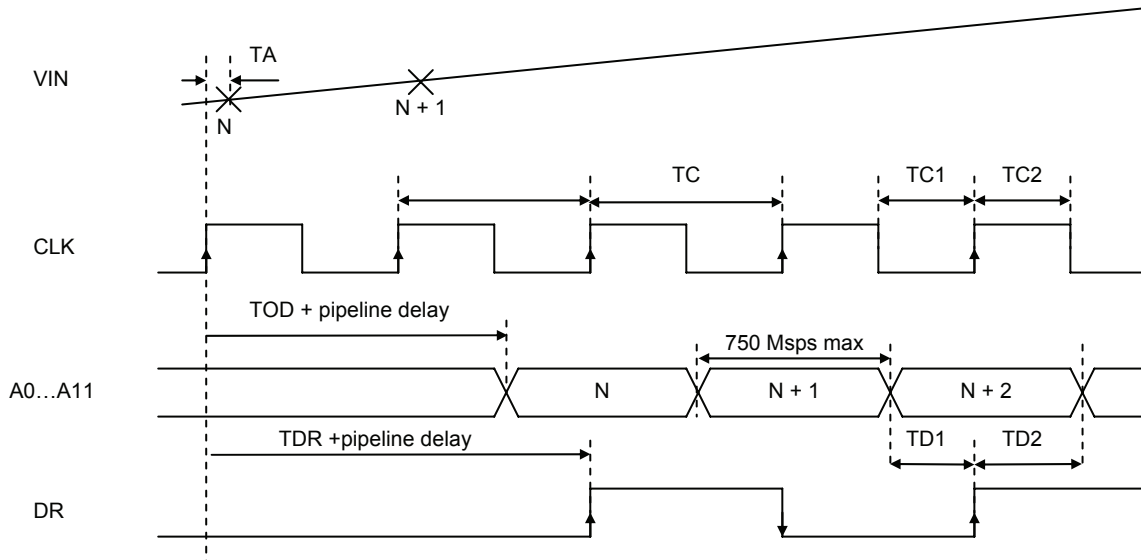 TA
VIN
N
N + 1
TC
TC1
TC2
CLK
TOD + pipeline delay
750 Msps max
A0…A11
N
N + 1
N + 2
TDR +pipeline delay
TD1
TD2
DR